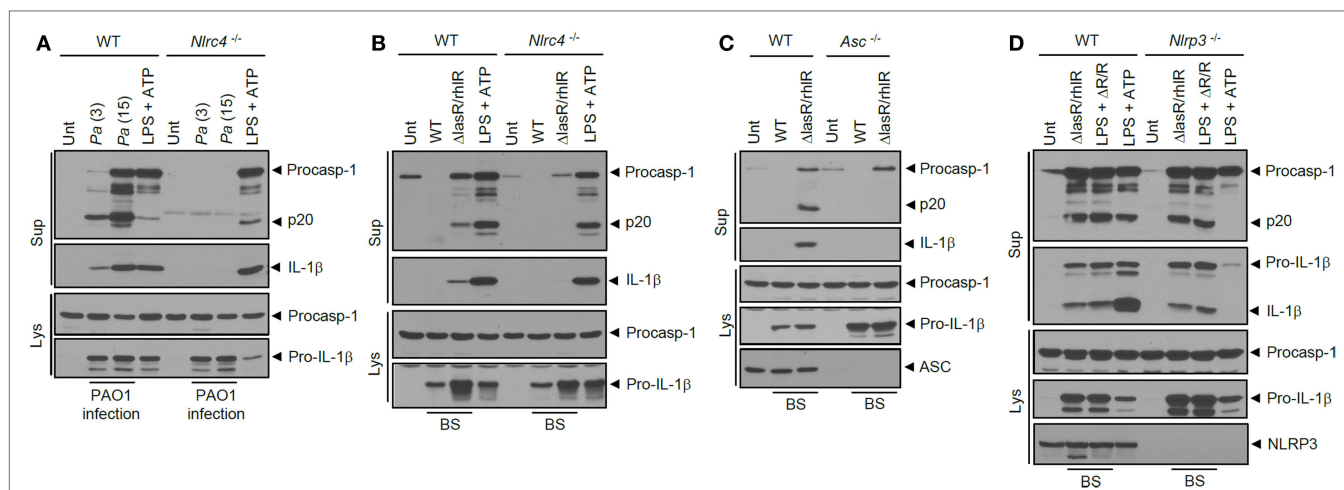 A
WT
Nlrc4 -/-
Unt
Pa (3)
Pa (15)
LPS + ATP
Unt
Pa (3)
Pa (15)
LPS + ATP
Sup
Procasp-1
p20
IL-1β
Lys
Procasp-1
Pro-IL-1β
PAO1
infection
PAO1
infection
B
WT
Nlrc4 -/-
Unt
WT
ΔlasR/rhlR
LPS + ATP
Unt
WT
ΔlasR/rhlR
LPS + ATP
Sup
Procasp-1
p20
IL-1β
Lys
Procasp-1
Pro-IL-1β
BS
BS
C
WT
Asc -/-
Unt
WT
ΔlasR/rhlR
Unt
WT
ΔlasR/rhlR
Sup
Procasp-1
p20
IL-1β
Lys
Procasp-1
Pro-IL-1β
ASC
BS
BS
D
WT
Nlrp3 -/-
Unt
ΔlasR/rhlR
LPS + ΔR/R
LPS + ATP
Unt
ΔlasR/rhlR
LPS + ΔR/R
LPS + ATP
Sup
Procasp-1
p20
Pro-IL-1β
IL-1β
Lys
Procasp-1
Pro-IL-1β
NLRP3
BS
BS